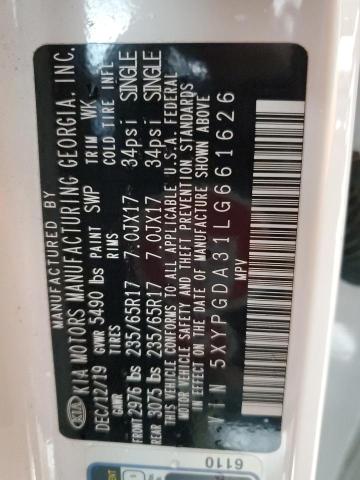 MANUFACTURED BY
KIA KIA MOTORS MANUFACTURING GEORGIA, INC.
DEC/12/19 GVWR 5490 lbs PAINT SWP TRIM WK
GAWR TIRES RIMS COLD TIRE INFL
FRONT 2976 lbs 235/65R17 7.0JX17 34psi SINGLE
REAR 3075 lbs 235/65R17 7.0JX17 34psi SINGLE
THIS VEHICLE CONFORMS TO ALL APPLICABLE U.S.A. FEDERAL
MOTOR VEHICLE SAFETY AND THEFT PREVENTION STANDARDS
IN EFFECT ON THE DATE OF MANUFACTURE SHOWN ABOVE
VIN 5XYPGDA31LG661626
MPV
6110